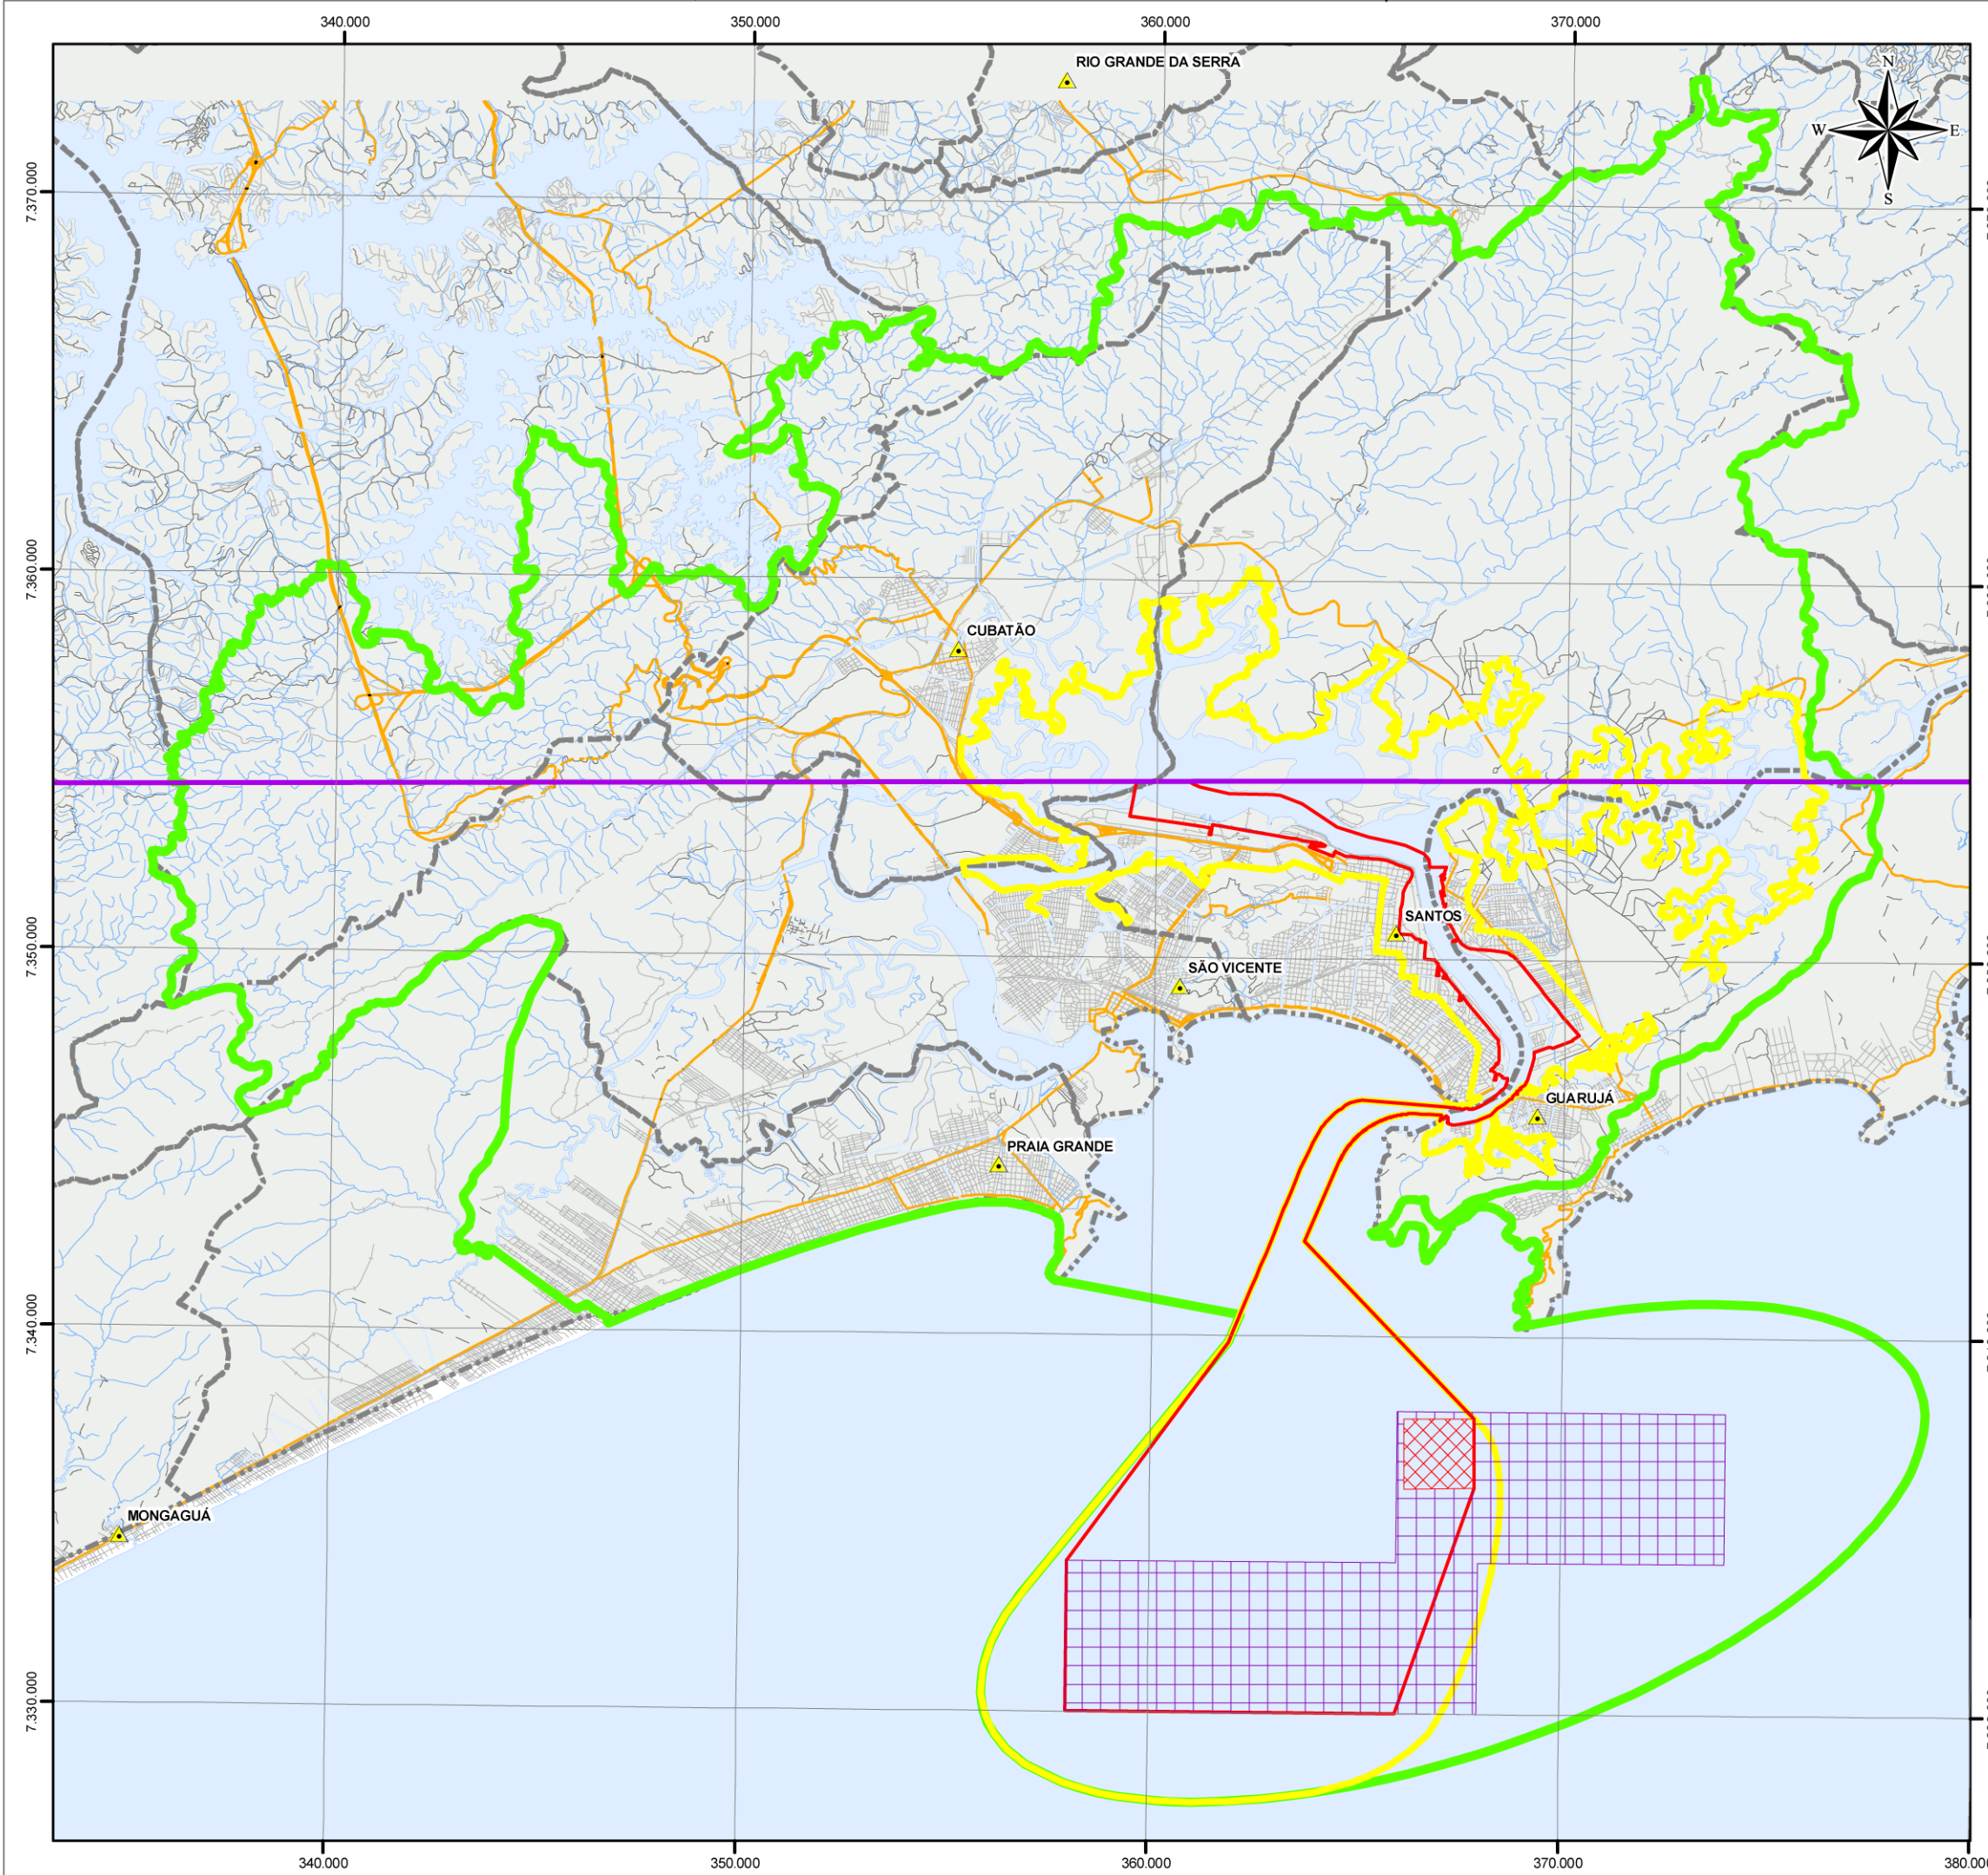 340.000
350.000
360.000
370.000
RIO GRANDE DA SERRA
N
W
E
S
7.370.000
7.360.000
CUBATÃO
SANTOS
7.350.000
SÃO VICENTE
GUARUJÁ
PRAIA GRANDE
7.340.000
MONGAGUÁ
7.330.000
340.000
350.000
360.000
370.000
380.000